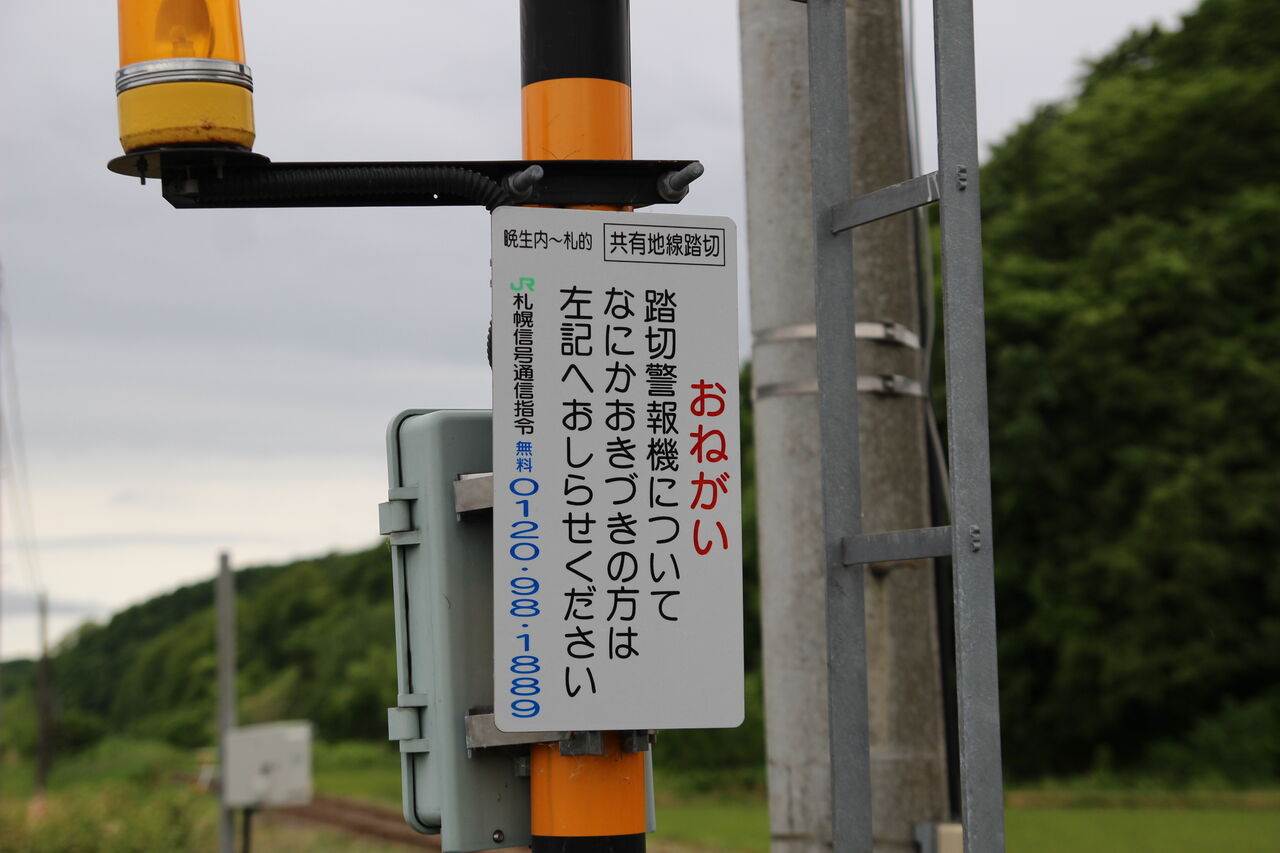 晩生内～札的 共有地線踏切
おねがい
踏切警報機について
なにかおきづきの方は
左記へおしらせください
JR札幌信号通信指令 無料 0120・98・1889